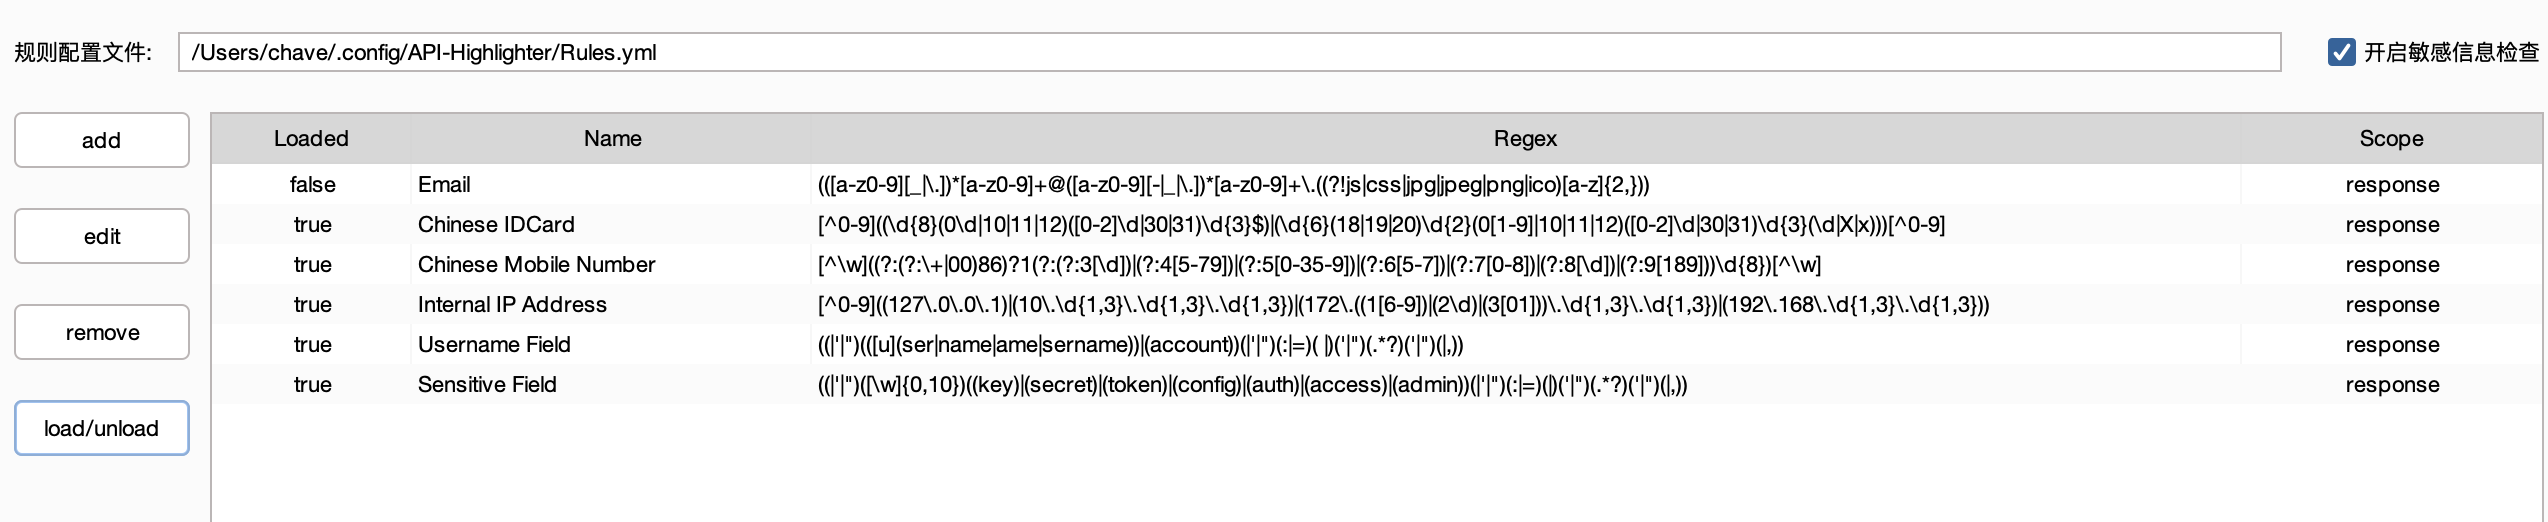 规则配置文件: /Users/chave/.config/API-Highlighter/Rules.yml 开启敏感信息检查
add
edit
remove
load/unload
Loaded Name Regex Scope
false Email (([a-z0-9][_|\.])*[a-z0-9]+@([a-z0-9][-|_|\.])*[a-z0-9]+\.((?!js|css|jpg|jpeg|png|ico)[a-z]{2,})) response
true Chinese IDCard [^0-9]((\d{8}(0\d|10|11|12)([0-2]\d|30|31)\d{3}$)|(\d{6}(18|19|20)\d{2}(0[1-9]|10|11|12)([0-2]\d|30|31)\d{3}(\d|X|x)))[^0-9] response
true Chinese Mobile Number [^\w]((?:(?:\+|00)86)?1(?:(?:3[\d])|(?:4[5-79])|(?:5[0-35-9])|(?:6[5-7])|(?:7[0-8])|(?:8[\d])|(?:9[189]))\d{8})[^\w] response
true Internal IP Address [^0-9]((127\.0\.0\.1)|(10\.\d{1,3}\.\d{1,3}\.\d{1,3})|(172\.((1[6-9])|(2\d)|(3[01]))\.\d{1,3}\.\d{1,3})|(192\.168\.\d{1,3}\.\d{1,3})) response
true Username Field ((|'|")(([u](ser|name|ame|sername))|(account))(|'|")(:|=)( |)('|")(.*?)('|")(|,)) response
true Sensitive Field ((|'|")([\w]{0,10})((key)|(secret)|(token)|(config)|(auth)|(access)|(admin))(|'|")(:|=)(|)('|")(.*?)('|")(|,)) response